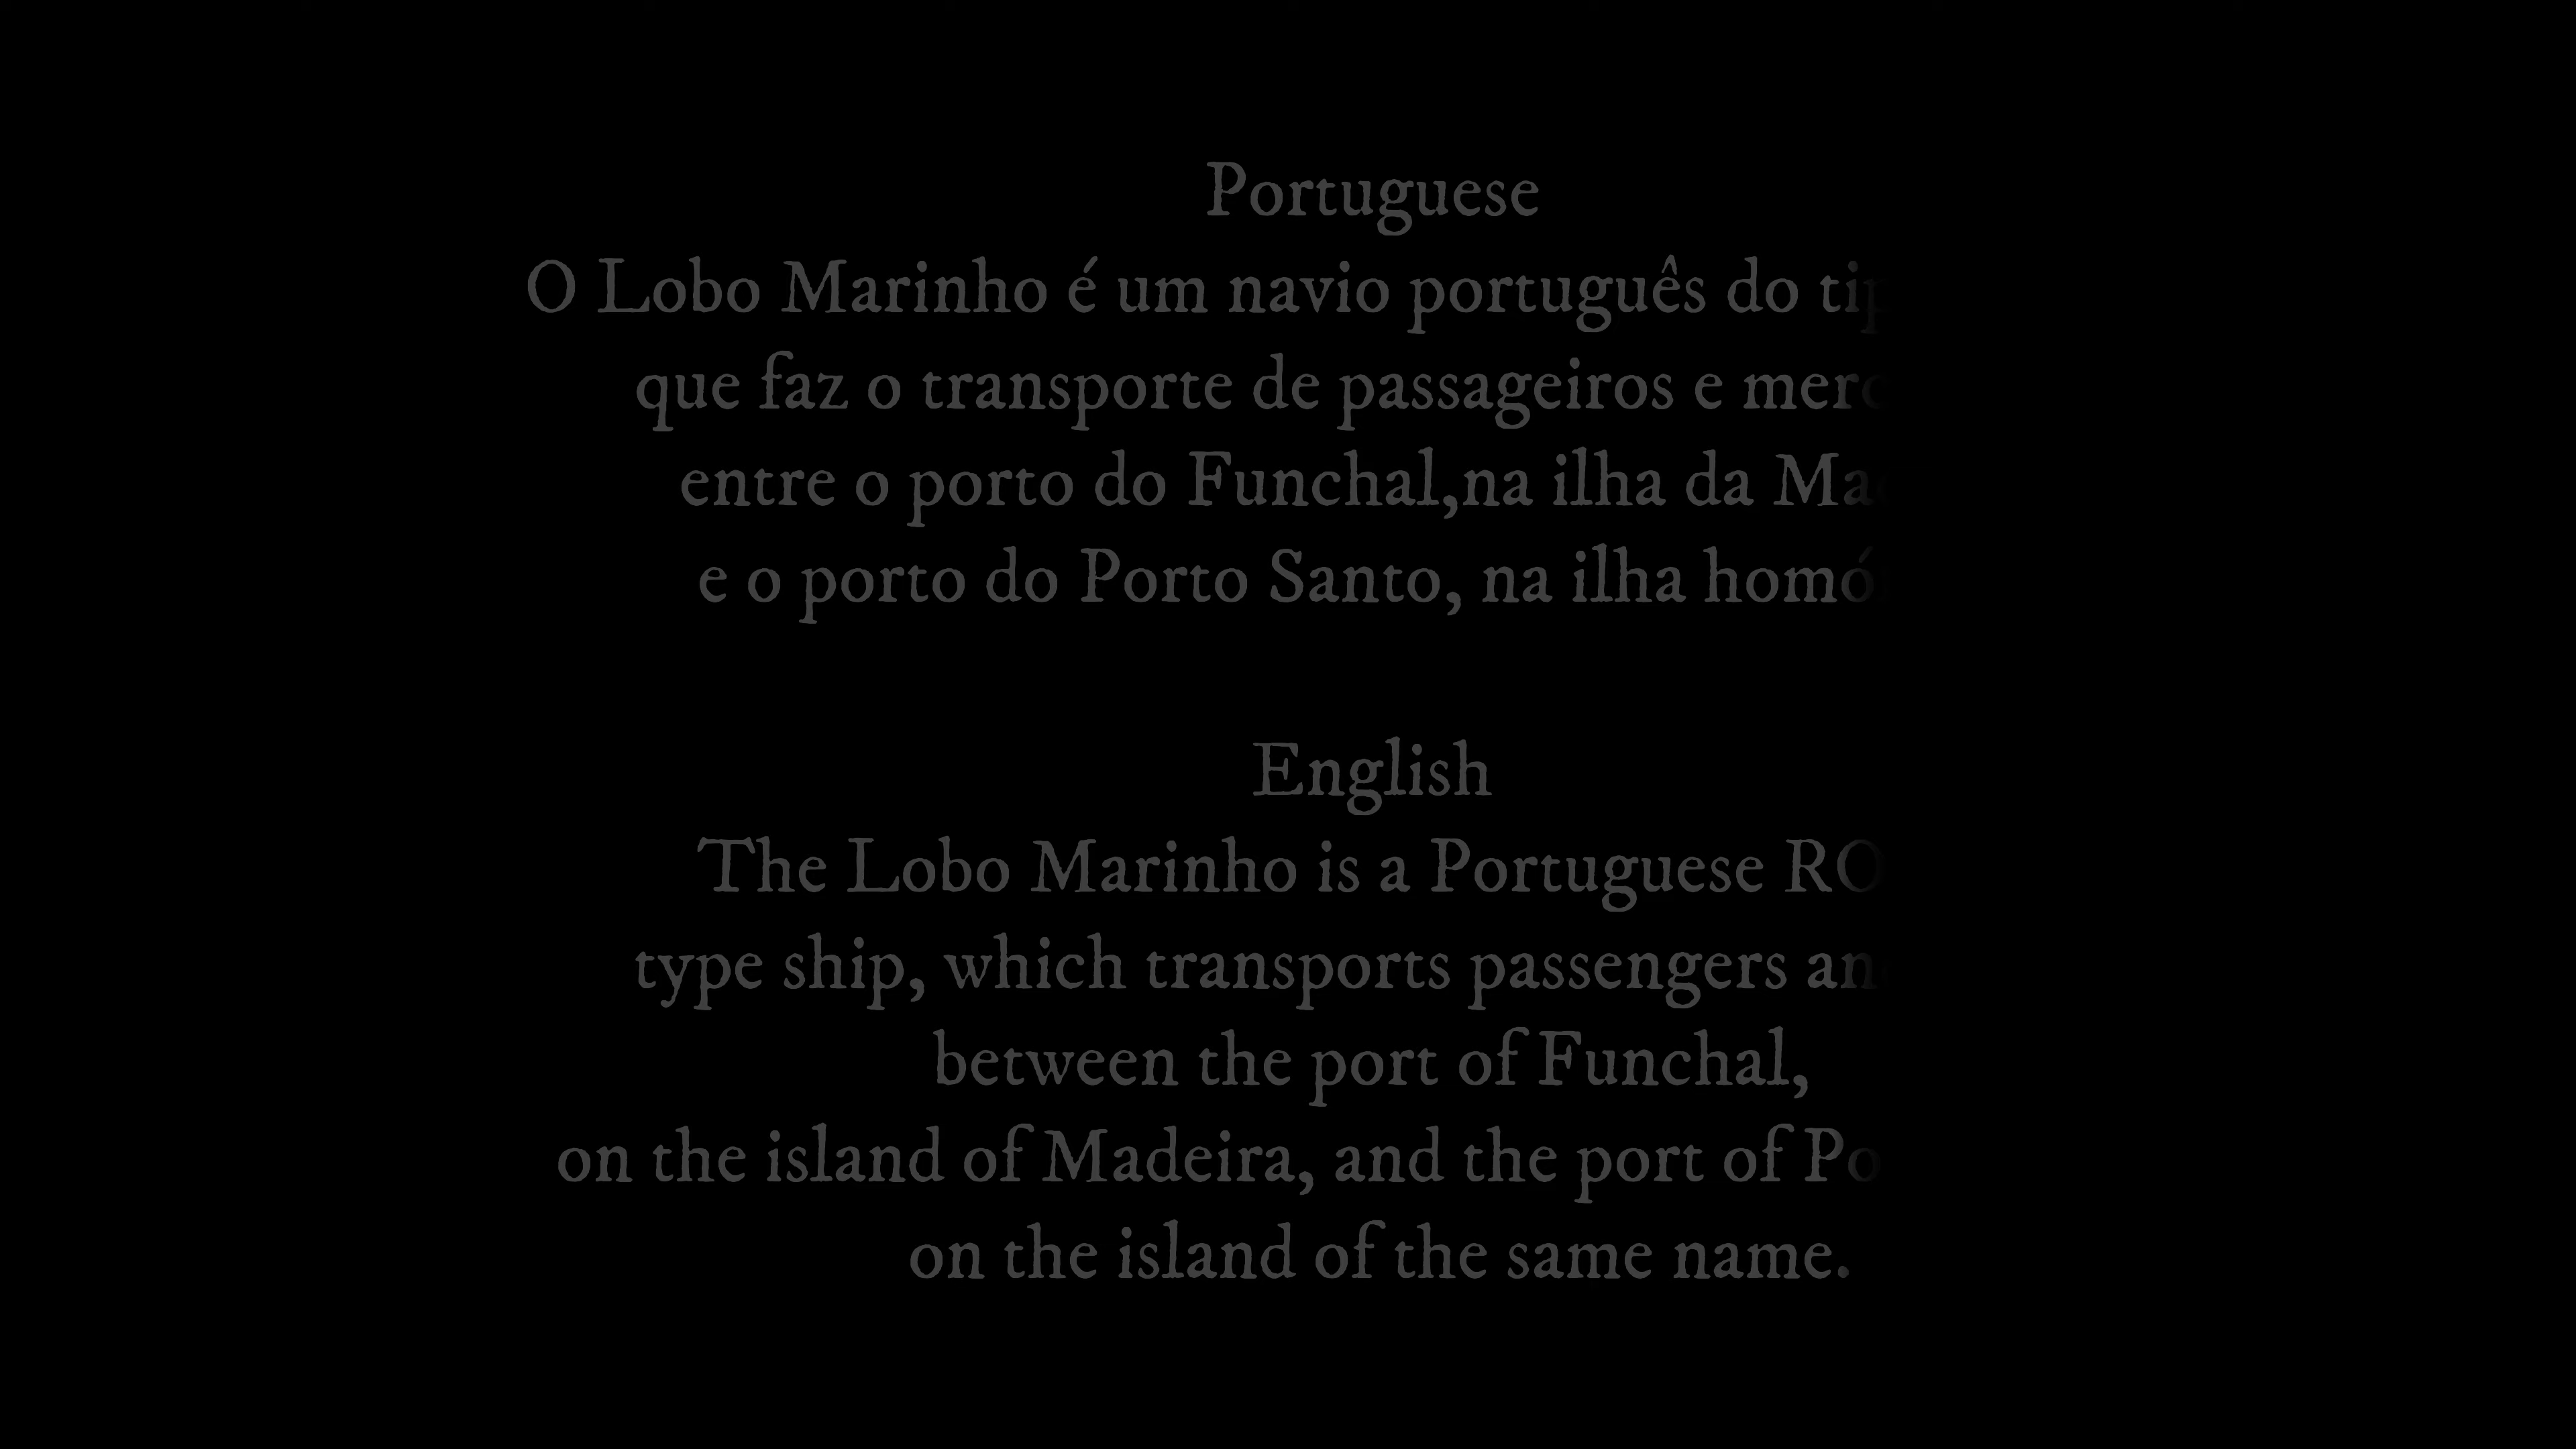 Portuguese
O Lobo Marinho é um navio português do
que faz o transporte de passageiros e
entre o porto do Funchal,na ilha da
e o porto do Porto Santo, na ilha
English
The Lobo Marinho is a Portuguese
type ship, which transports passengers
between the port of Funchal,
on the island of Madeira, and the port of
on the island of the same name.